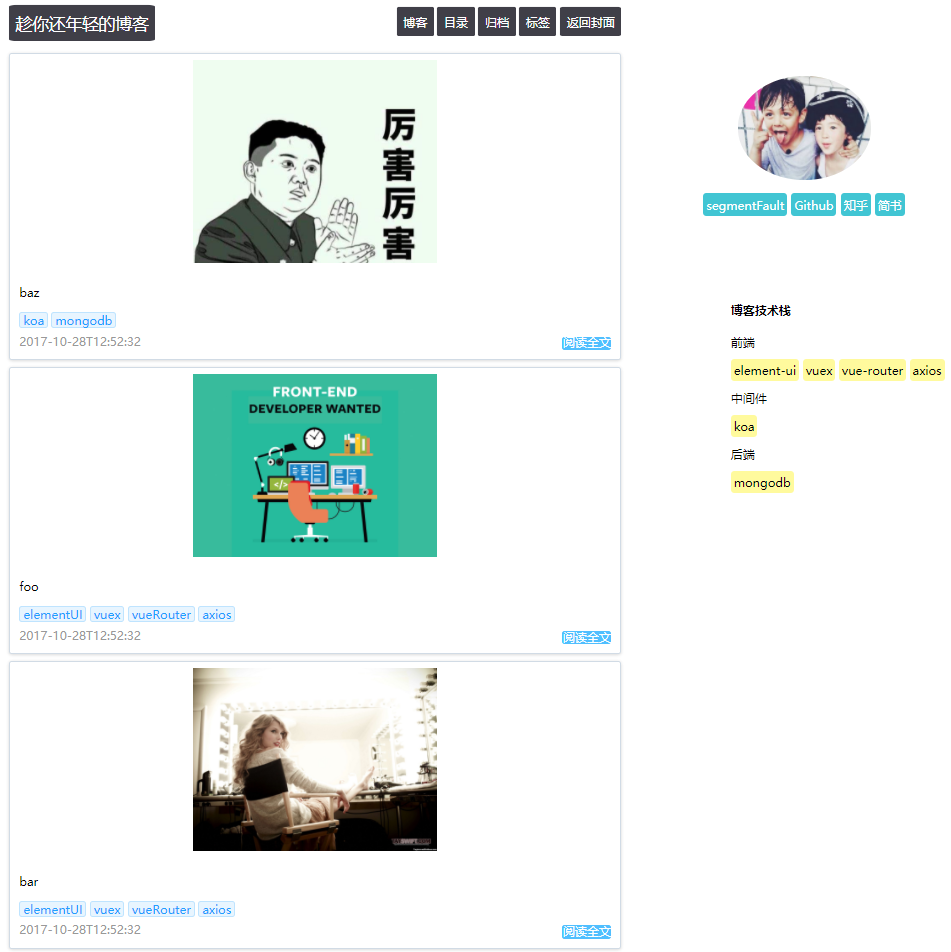 趁你还年轻的博客
博客 目录 归档 标签 返回封面
厉害厉害
baz
koa mongodb
2017-10-28T12:52:32
阅读全文
FRONT-END
DEVELOPER WANTED
</>
foo
elementUI vuex vueRouter axios
2017-10-28T12:52:32
阅读全文
bar
elementUI vuex vueRouter axios
2017-10-28T12:52:32
阅读全文
segmentFault Github 知乎 简书
博客技术栈
前端
element-ui vuex vue-router axios
中间件
koa
后端
mongodb